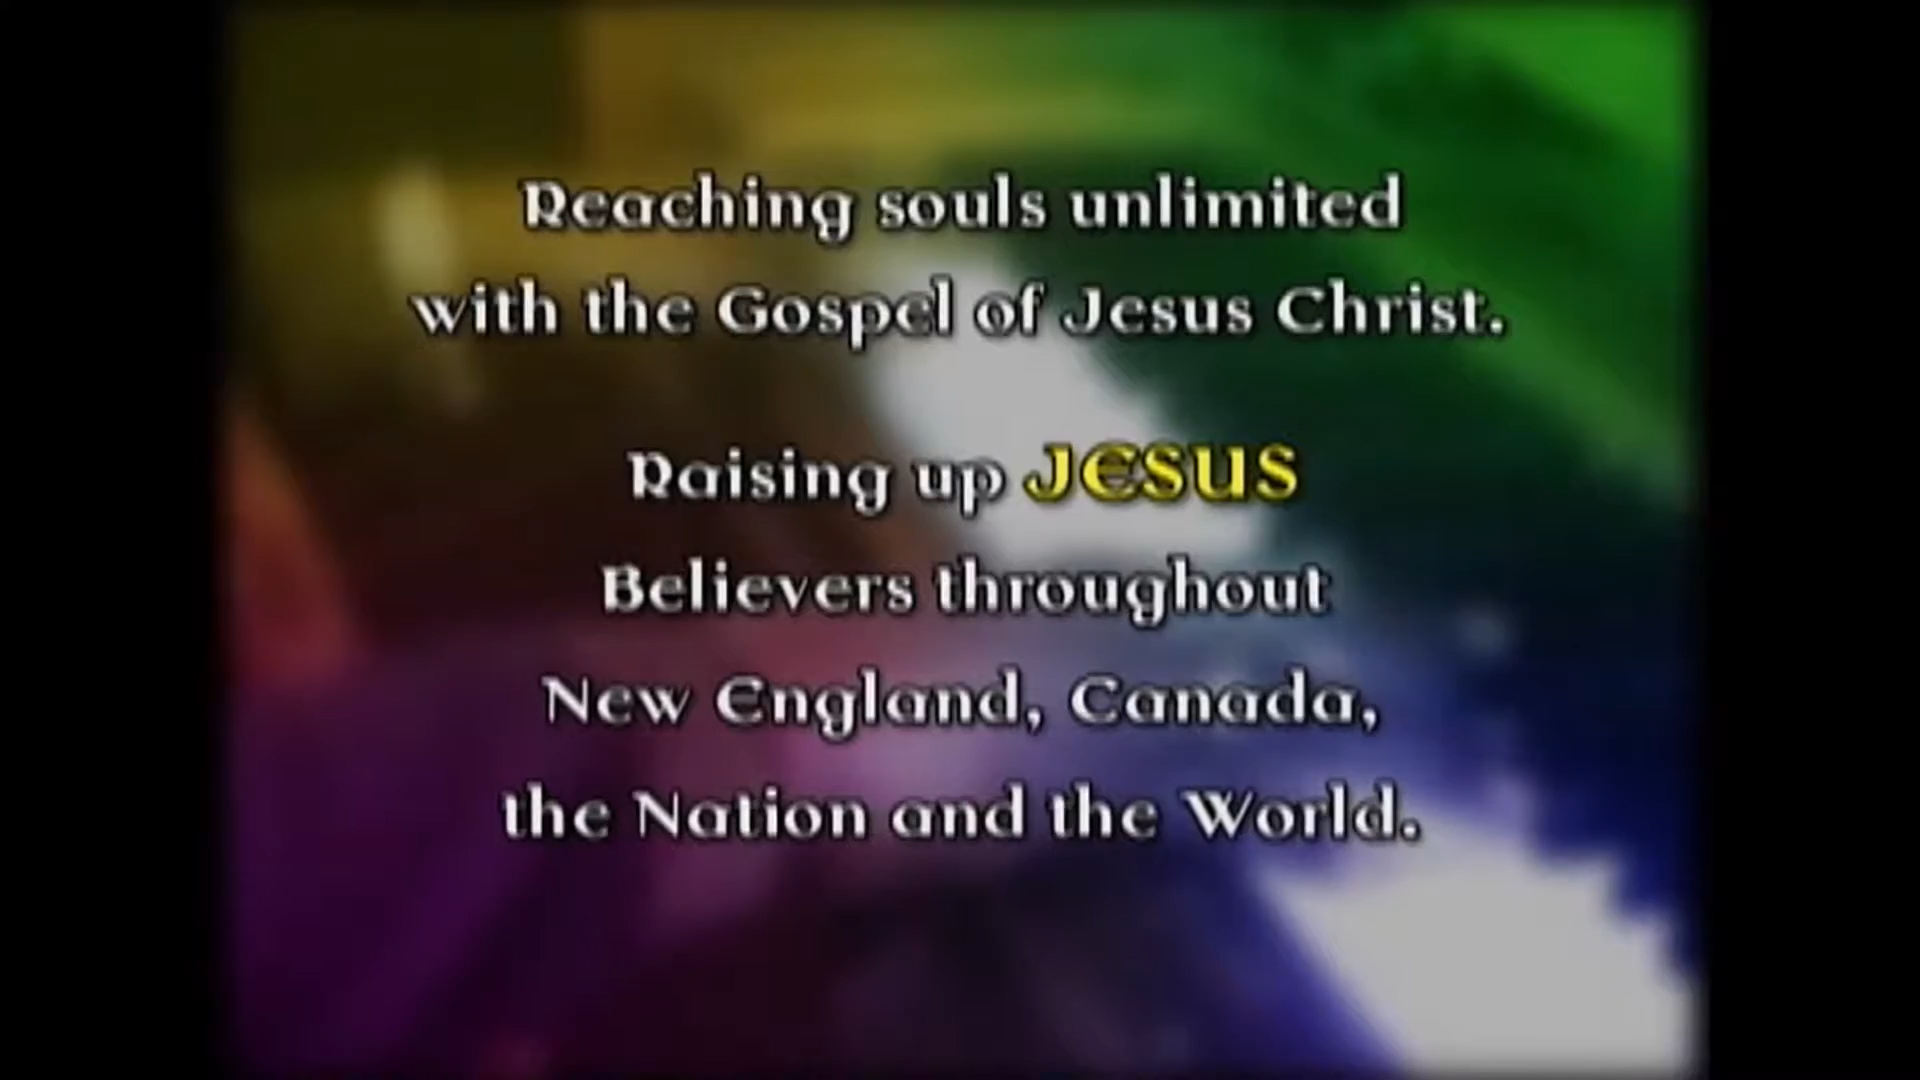 Reaching souls unlimited
with the Gospel of Jesus Christ.
Raising up JESUS
Believers throughout
New England, Canada,
the Nation and the World.